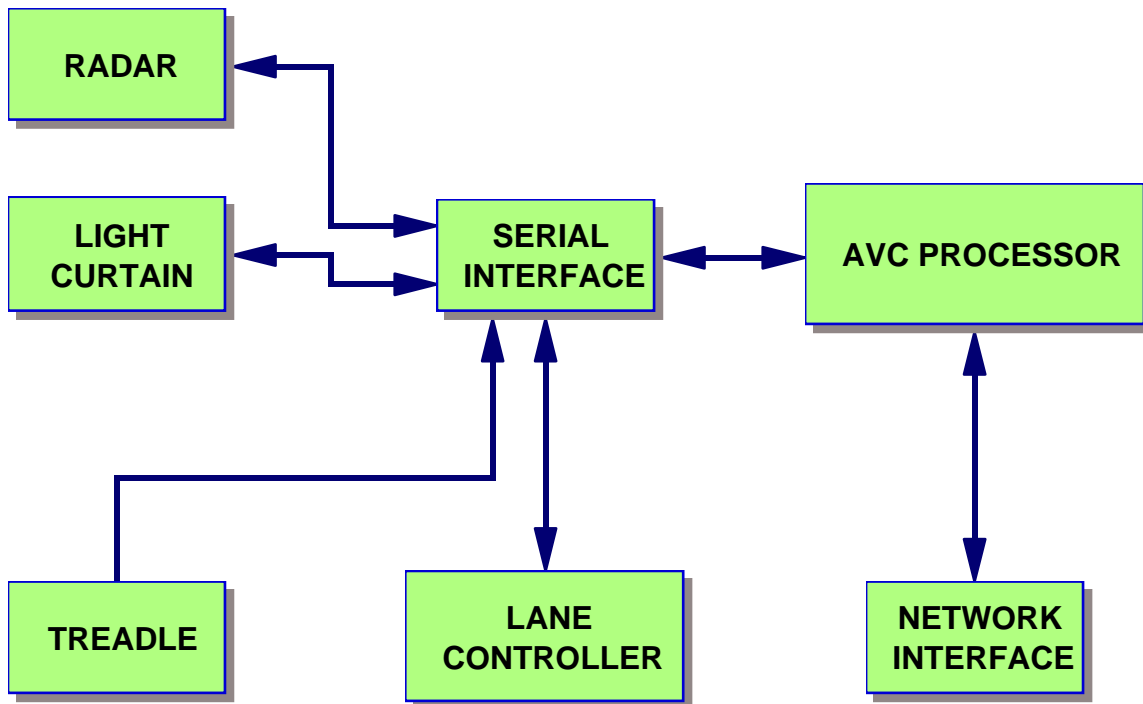 RADAR
LIGHT
CURTAIN
SERIAL
INTERFACE
AVC PROCESSOR
TREADLE
LANE
CONTROLLER
NETWORK
INTERFACE